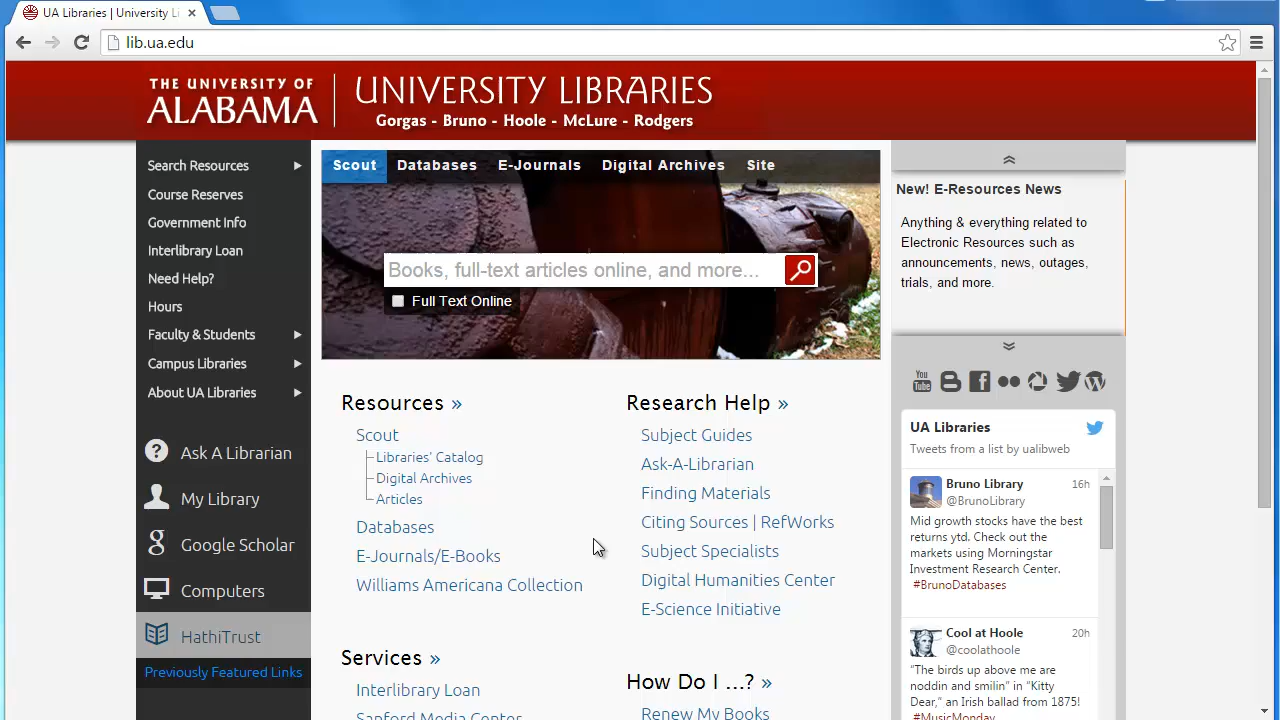 UA Libraries | University Li
lib.ua.edu
THE UNIVERSITY OF
ALABAMA
UNIVERSITY LIBRARIES
Gorgas - Bruno - Hoole - McLure - Rodgers
Search Resources
Course Reserves
Government Info
Interlibrary Loan
Need Help?
Hours
Faculty & Students
Campus Libraries
About UA Libraries
Ask A Librarian
My Library
Google Scholar
Computers
HathiTrust
Previously Featured Links
Scout Databases E-Journals Digital Archives Site
Books, full-text articles online, and more...
Full Text Online
Resources »
Scout
Libraries' Catalog
Digital Archives
Articles
Databases
E-Journals/E-Books
Williams Americana Collection
Services »
Interlibrary Loan
Sanford Media Center
Research Help »
Subject Guides
Ask-A-Librarian
Finding Materials
Citing Sources | RefWorks
Subject Specialists
Digital Humanities Center
E-Science Initiative
How Do I ...? »
Renew My Books
New! E-Resources News
Anything & everything related to
Electronic Resources such as
announcements, news, outages,
trials, and more.
You
Tube
UA Libraries
Tweets from a list by ualibweb
Bruno Library 16h
@BrunoLibrary
Mid growth stocks have the best
returns ytd. Check out the
markets using Morningstar
Investment Research Center.
#BrunoDatabases
Cool at Hoole 20h
@coolathoole
“The birds up above me are
noddin and smilin” in “Kitty
Dear,” an Irish ballad from 1875!
#MusicMonday